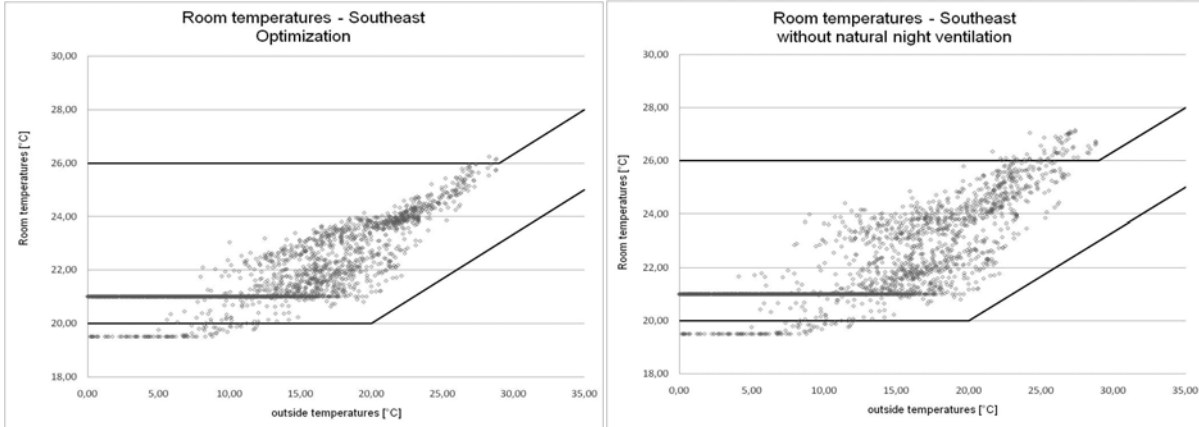 Room temperatures - Southeast
Optimization
30,00
28,00
26,00
24,00
22,00
20,00
18,00
Room temperatures [°C]
0,00 5,00 10,00 15,00 20,00 25,00 30,00 35,00
outside temperatures [°C]
Room temperatures - Southeast
without natural night ventilation
30,00
28,00
26,00
24,00
22,00
20,00
18,00
Room temperatures [°C]
0,00 5,00 10,00 15,00 20,00 25,00 30,00 35,00
outside temperatures [°C]